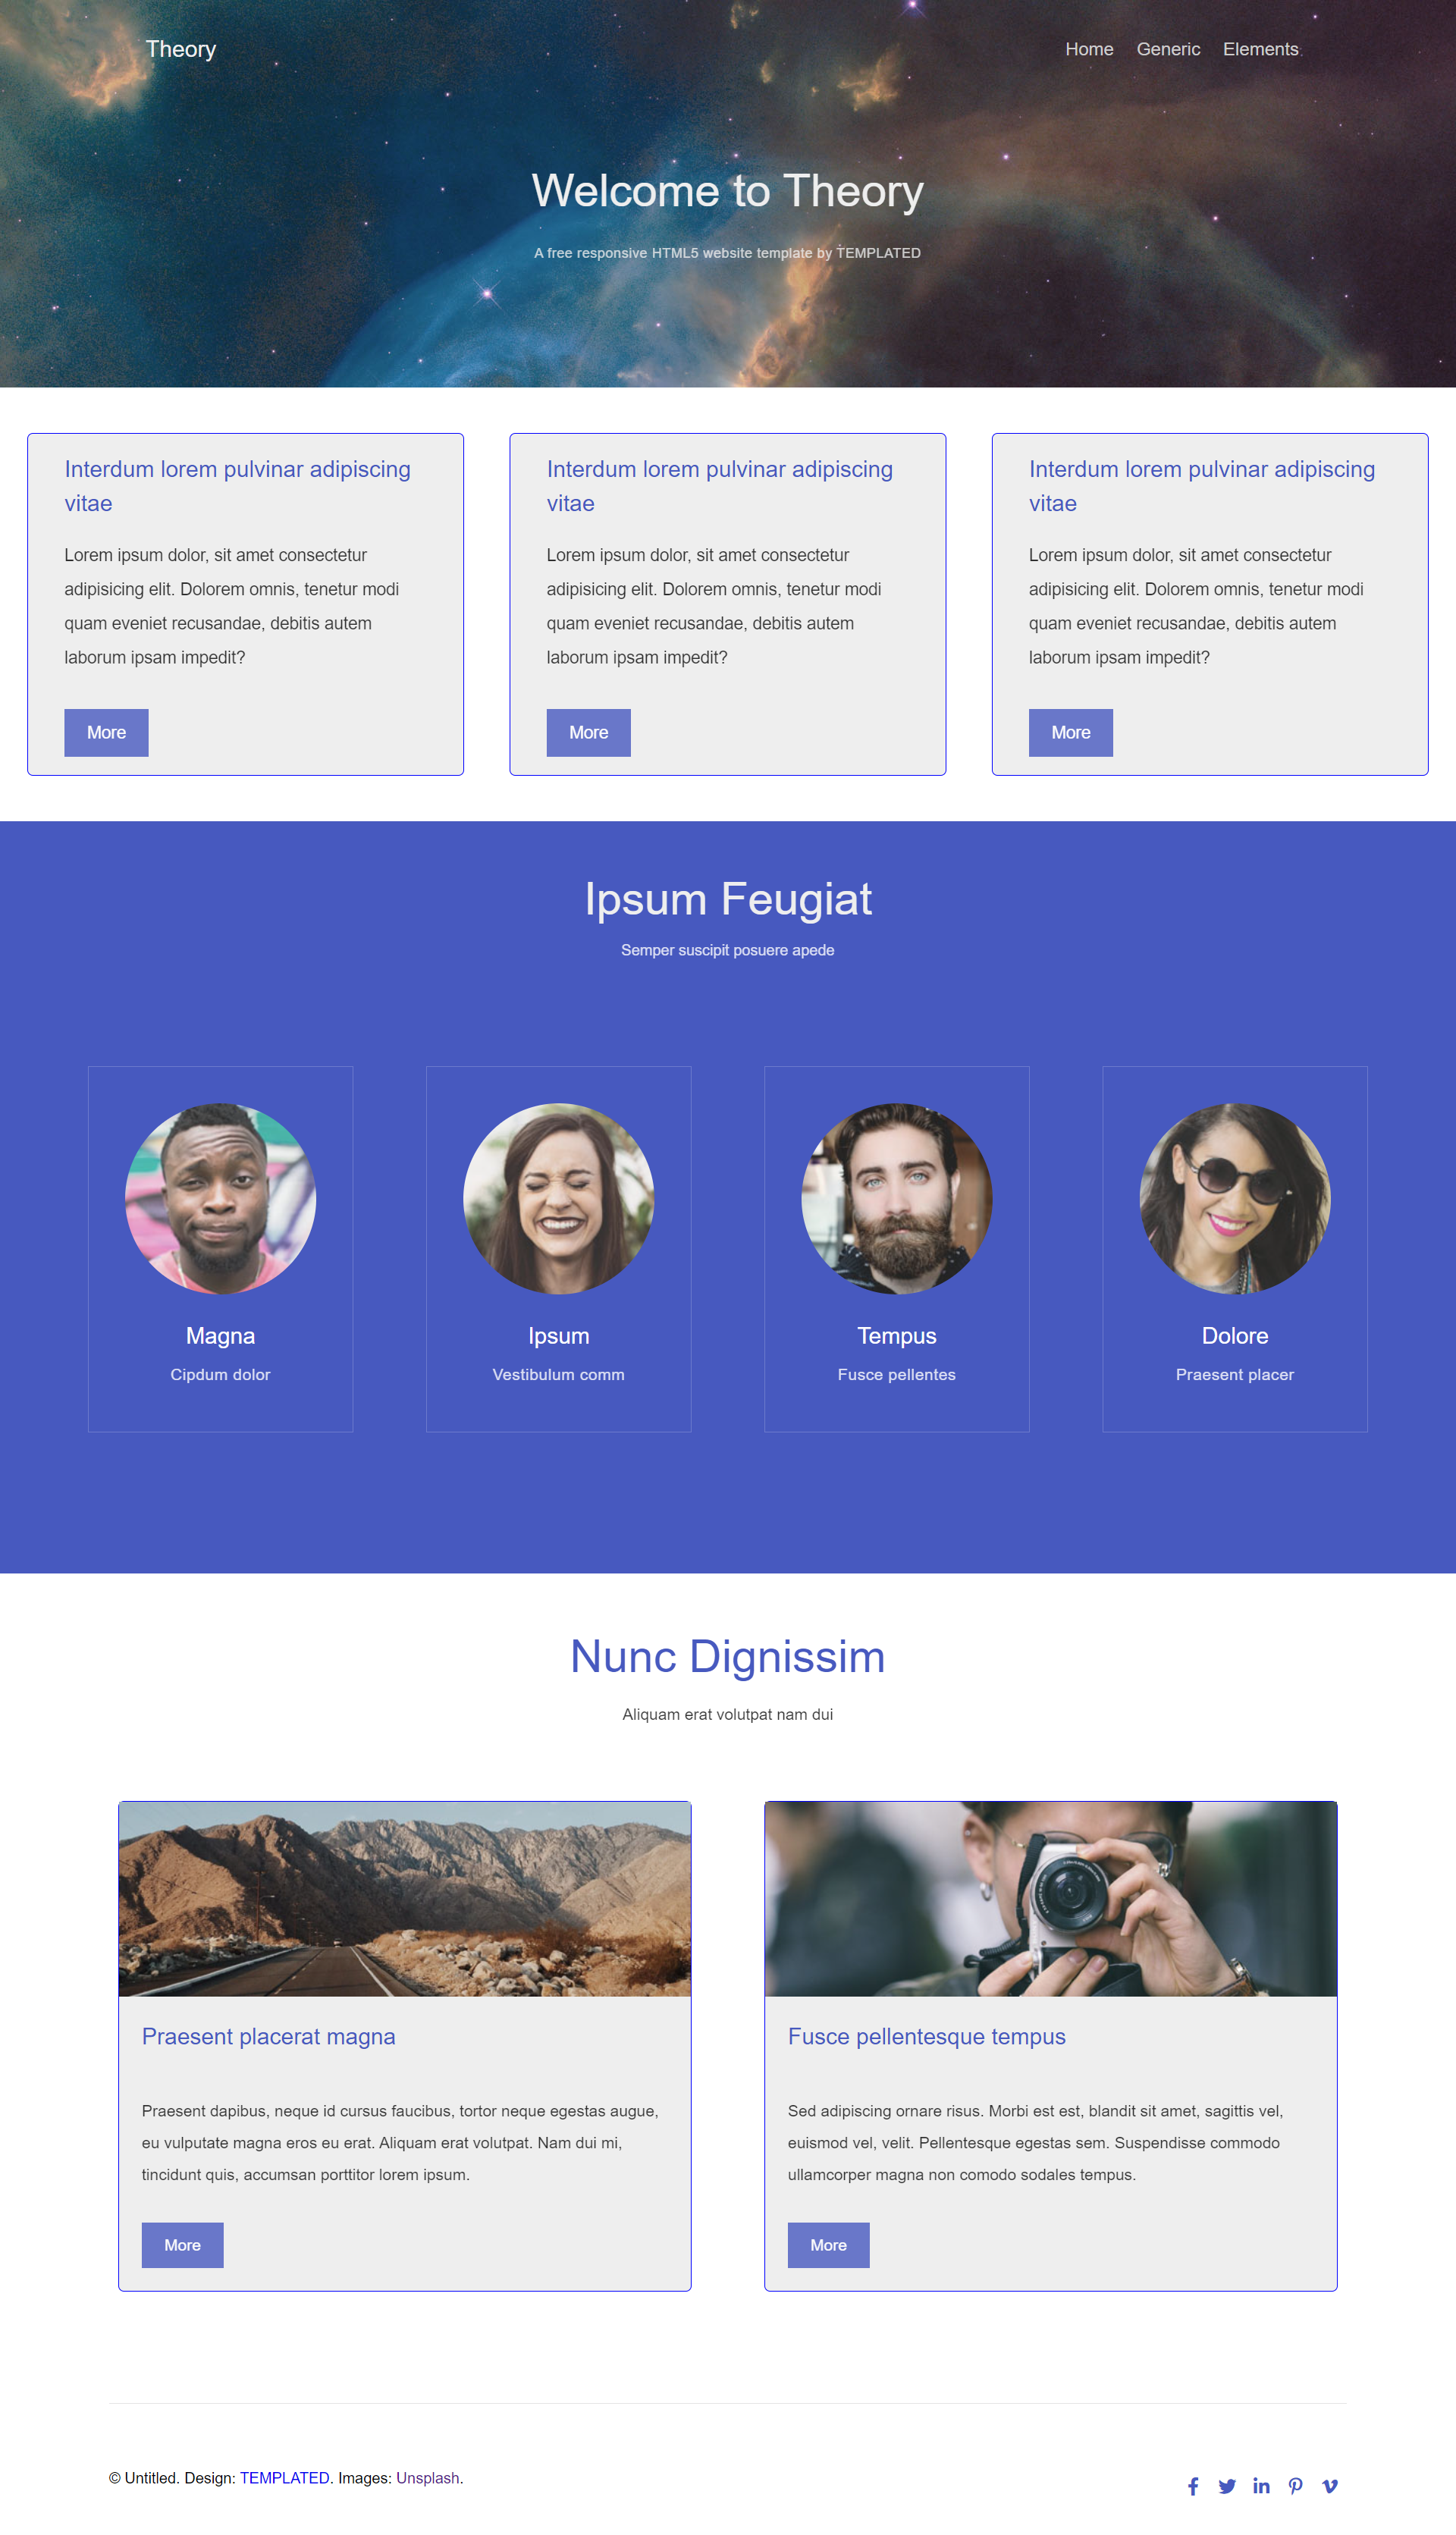 Theory
Home Generic Elements
Welcome to Theory
A free responsive HTML5 website template by TEMPLATED
Interdum lorem pulvinar adipiscing
vitae
Lorem ipsum dolor, sit amet consectetur
adipisicing elit. Dolorem omnis, tenetur modi
quam eveniet recusandae, debitis autem
laborum ipsam impedit?
More
Interdum lorem pulvinar adipiscing
vitae
Lorem ipsum dolor, sit amet consectetur
adipisicing elit. Dolorem omnis, tenetur modi
quam eveniet recusandae, debitis autem
laborum ipsam impedit?
More
Interdum lorem pulvinar adipiscing
vitae
Lorem ipsum dolor, sit amet consectetur
adipisicing elit. Dolorem omnis, tenetur modi
quam eveniet recusandae, debitis autem
laborum ipsam impedit?
More
Ipsum Feugiat
Semper suscipit posuere apede
Magna
Cipdum dolor
Ipsum
Vestibulum comm
Tempus
Fusce pellentes
Dolore
Praesent placer
Nunc Dignissim
Aliquam erat volutpat nam dui
Praesent placerat magna
Praesent dapibus, neque id cursus faucibus, tortor neque egestas augue,
eu vulputate magna eros eu erat. Aliquam erat volutpat. Nam dui mi,
tincidunt quis, accumsan porttitor lorem ipsum.
More
Fusce pellentesque tempus
Sed adipiscing ornare risus. Morbi est est, blandit sit amet, sagittis vel,
euismod vel, velit. Pellentesque egestas sem. Suspendisse commodo
ullamcorper magna non comodo sodales tempus.
More
© Untitled. Design: TEMPLATED. Images: Unsplash.